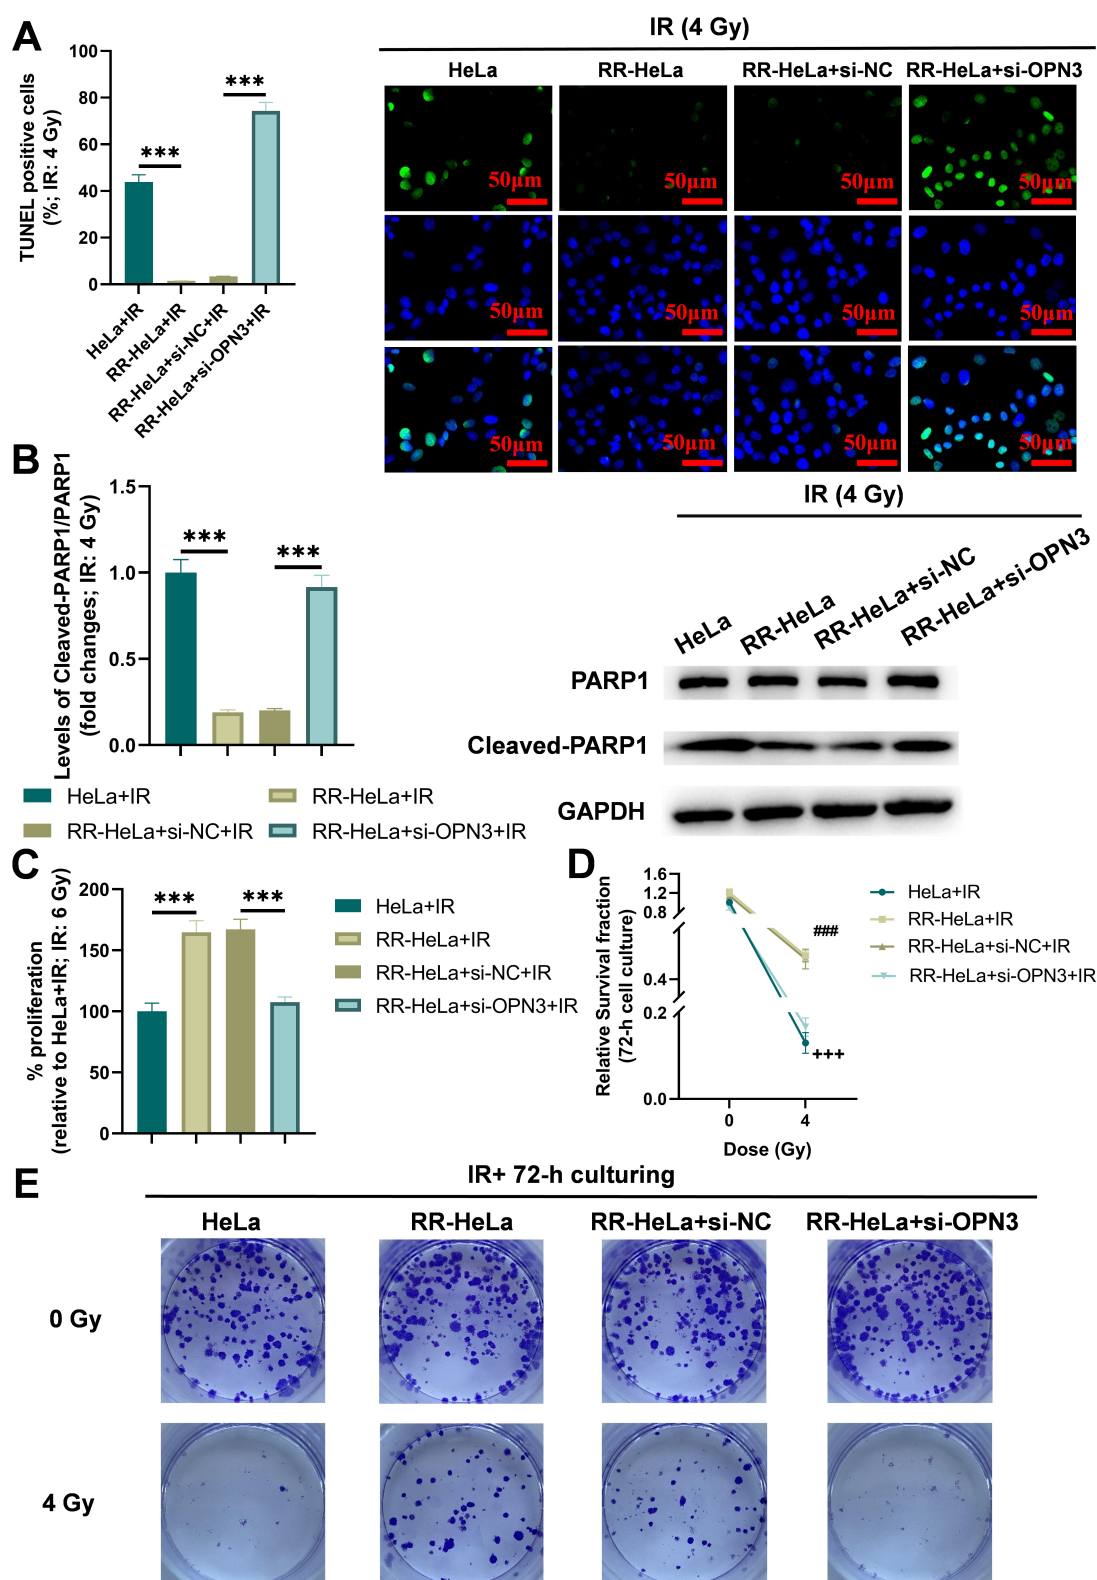 A
TUNEL positive cells
(%; IR: 4 Gy)
100
80
60
40
20
0
***
***
HeLa+IR
RR-HeLa+IR
RR-HeLa+si-NC+IR
RR-HeLa+si-OPN3+IR
IR (4 Gy)
HeLa
RR-HeLa
RR-HeLa+si-NC
RR-HeLa+si-OPN3
50μm
50μm
50μm
50μm
50μm
50μm
50μm
50μm
50μm
50μm
50μm
50μm
B
Levels of Cleaved-PARP1/PARP1
(fold changes; IR: 4 Gy)
1.5
1.0
0.5
0.0
***
***
HeLa+IR
RR-HeLa+IR
RR-HeLa+si-NC+IR
RR-HeLa+si-OPN3+IR
IR (4 Gy)
HeLa
RR-HeLa
RR-HeLa+si-NC
RR-HeLa+si-OPN3
PARP1
Cleaved-PARP1
GAPDH
C
% proliferation
(relative to HeLa+IR; IR: 6 Gy)
200
150
100
50
0
***
***
HeLa+IR
RR-HeLa+IR
RR-HeLa+si-NC+IR
RR-HeLa+si-OPN3+IR
D
Relative Survival fraction
(72-h cell culture)
1.6
1.2
0.8
0.4
0.2
0.0
###
+++
0
4
Dose (Gy)
HeLa+IR
RR-HeLa+IR
RR-HeLa+si-NC+IR
RR-HeLa+si-OPN3+IR
E
IR+ 72-h culturing
HeLa
RR-HeLa
RR-HeLa+si-NC
RR-HeLa+si-OPN3
0 Gy
4 Gy